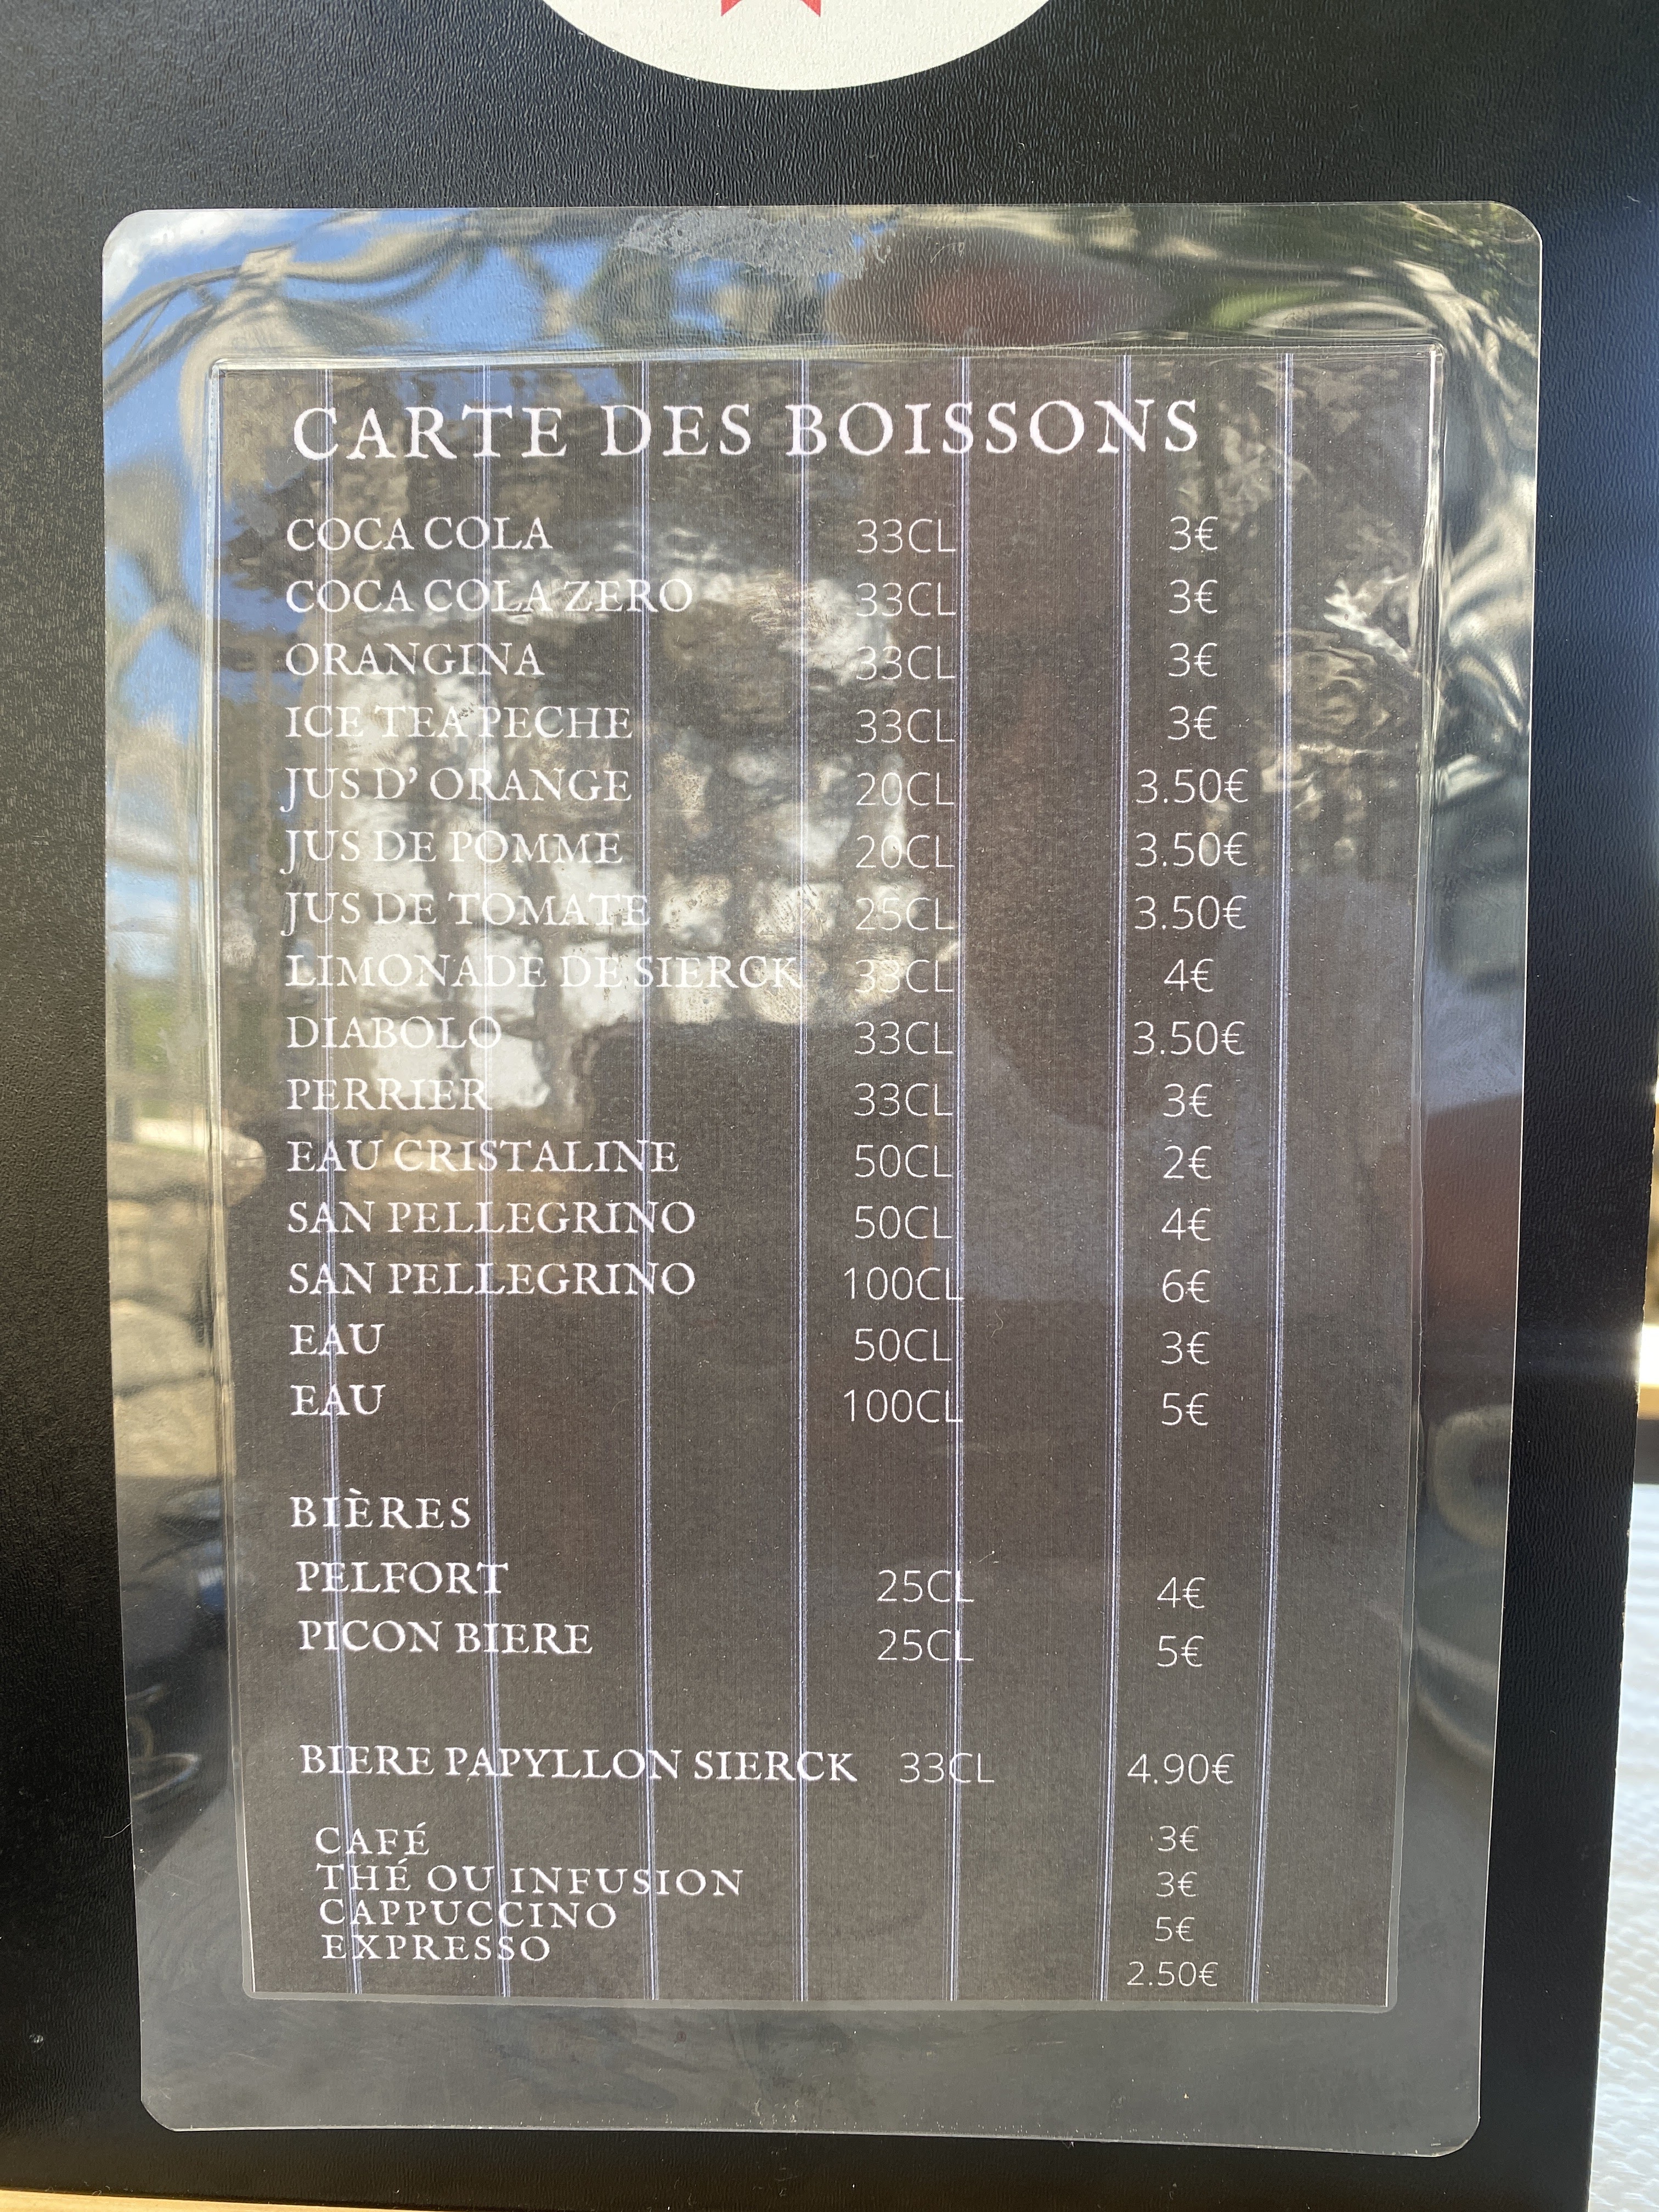 CARTE DES BOISSONS
COCA COLA 33CL 3€
COCA COLA ZERO 33CL 3€
ORANGINA 33CL 3€
ICE TEA PECHE 33CL 3€
JUS D' ORANGE 20CL 3.50€
JUS DE POMME 20CL 3.50€
JUS DE TOMATE 25CL 3.50€
LIMONADE DE SIERCK 33CL 4€
DIABOLO 33CL 3.50€
PERRIER 33CL 3€
EAU CRISTALINE 50CL 2€
SAN PELLEGRINO 50CL 4€
SAN PELLEGRINO 100CL 6€
EAU 50CL 3€
EAU 100CL 5€
BIÈRES
PELFORT 25CL 4€
PICON BIERE 25CL 5€
BIERE PAPYLLON SIERCK 33CL 4.90€
CAFÉ 3€
THÉ OU INFUSION 3€
CAPPUCCINO 5€
EXPRESSO 2.50€